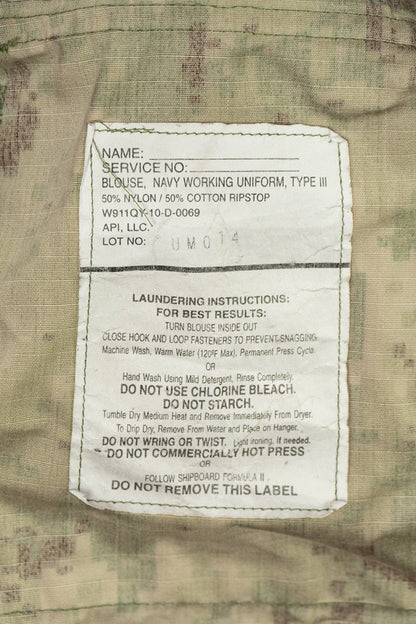 NAME:
SERVICE NO:
BLOUSE, NAVY WORKING UNIFORM, TYPE III
50% NYLON / 50% COTTON RIPSTOP
W911QY-10-D-0069
API, LLC.
LOT NO: UM014
LAUNDERING INSTRUCTIONS:
FOR BEST RESULTS:
TURN BLOUSE INSIDE OUT
CLOSE HOOK AND LOOP FASTENERS TO PREVENT SNAGGING.
Machine Wash, Warm Water (120°F Max), Permanent Press Cycle.
OR
Hand Wash Using Mild Detergent, Rinse Completely.
DO NOT USE CHLORINE BLEACH.
DO NOT STARCH.
Tumble Dry Medium Heat and Remove Immediately From Dryer.
To Drip Dry, Remove From Water and Place on Hanger.
DO NOT WRING OR TWIST. Light ironing, if needed.
DO NOT COMMERCIALLY HOT PRESS
OR
FOLLOW SHIPBOARD FORMULA II
DO NOT REMOVE THIS LABEL